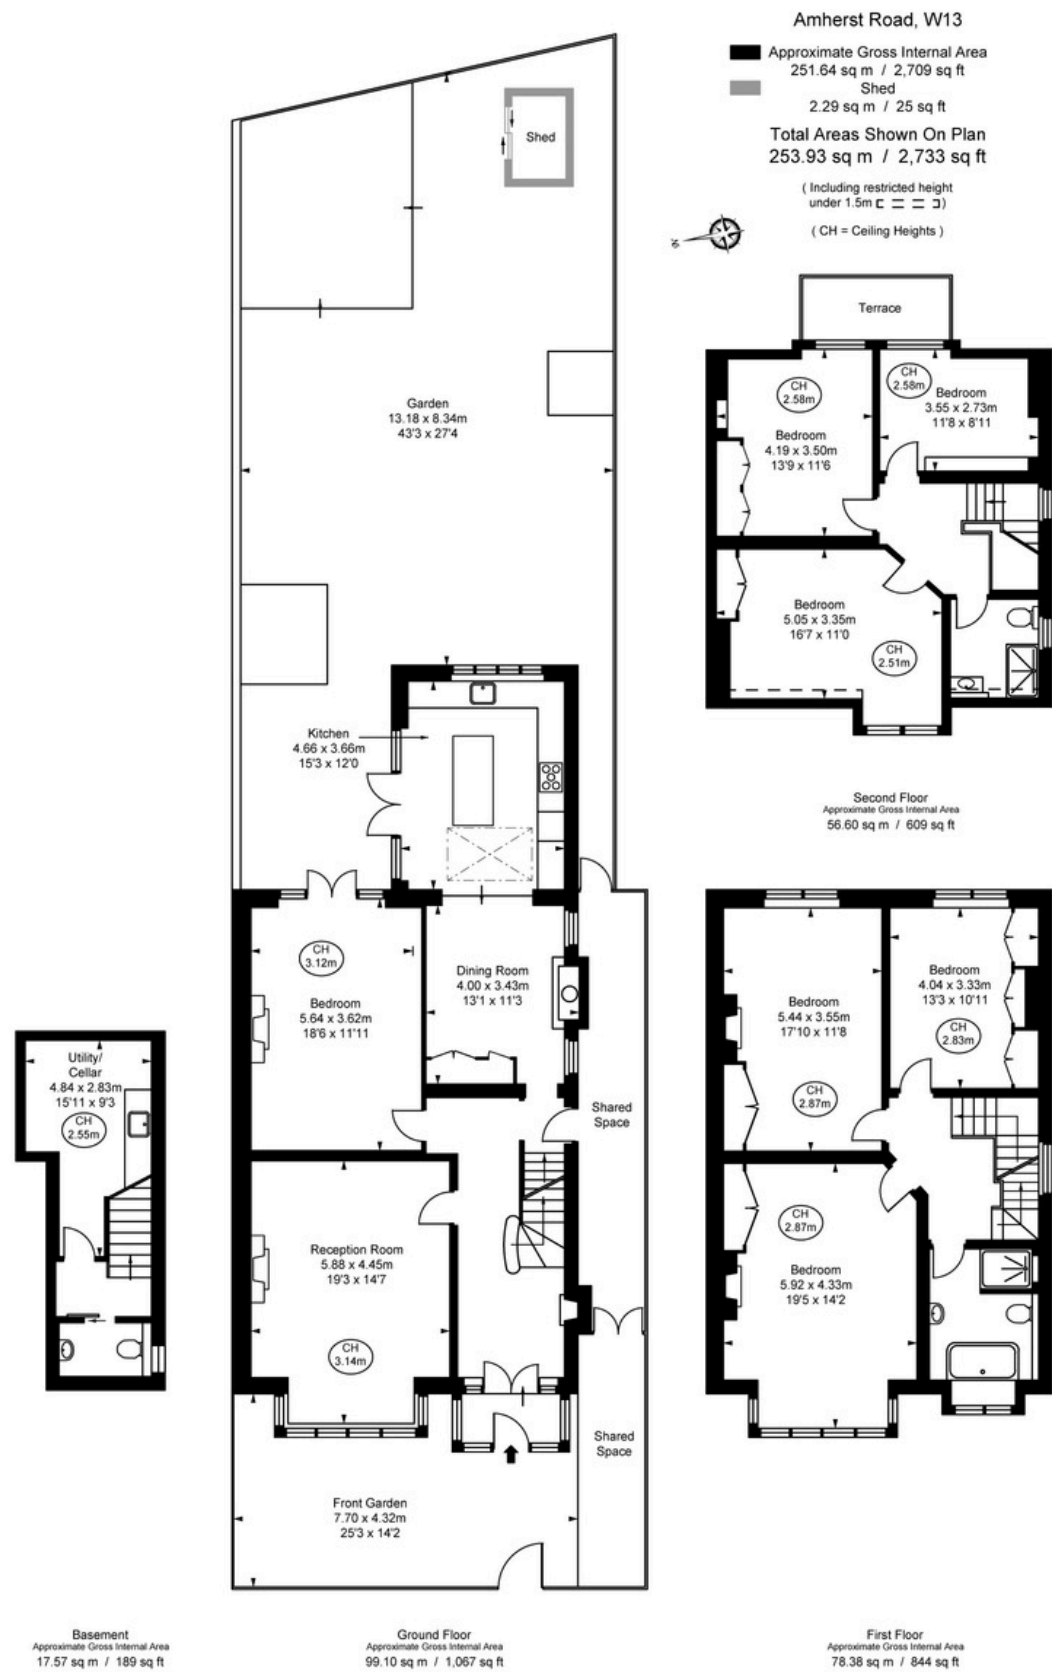 Amherst Road, W13
Approximate Gross Internal Area
251.64 sq m / 2,709 sq ft
Shed
2.29 sq m / 25 sq ft
Total Areas Shown On Plan
253.93 sq m / 2,733 sq ft
( Including restricted height
under 1.5m )
( CH = Ceiling Heights )
N
Shed
Garden
13.18 x 8.34m
43'3 x 27'4
Kitchen
4.66 x 3.66m
15'3 x 12'0
CH
3.12m
Bedroom
5.64 x 3.62m
18'6 x 11'11
Dining Room
4.00 x 3.43m
13'1 x 11'3
Shared
Space
Reception Room
5.88 x 4.45m
19'3 x 14'7
CH
3.14m
Shared
Space
Front Garden
7.70 x 4.32m
25'3 x 14'2
Ground Floor
Approximate Gross Internal Area
99.10 sq m / 1,067 sq ft
Utility/
Cellar
4.84 x 2.83m
15'11 x 9'3
CH
2.55m
Basement
Approximate Gross Internal Area
17.57 sq m / 189 sq ft
Terrace
CH
2.58m
Bedroom
4.19 x 3.50m
13'9 x 11'6
CH
2.58m
Bedroom
3.55 x 2.73m
11'8 x 8'11
Bedroom
5.05 x 3.35m
16'7 x 11'0
CH
2.51m
Second Floor
Approximate Gross Internal Area
56.60 sq m / 609 sq ft
Bedroom
5.44 x 3.55m
17'10 x 11'8
CH
2.87m
Bedroom
4.04 x 3.33m
13'3 x 10'11
CH
2.83m
CH
2.87m
Bedroom
5.92 x 4.33m
19'5 x 14'2
First Floor
Approximate Gross Internal Area
78.38 sq m / 844 sq ft